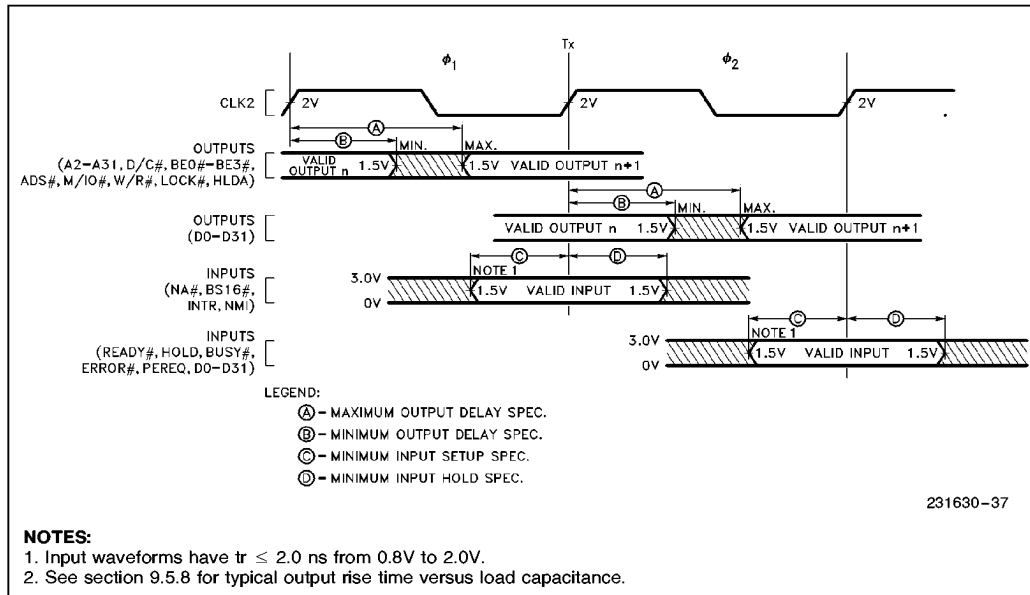 Tx
ϕ1 ϕ2
CLK2 2V 2V 2V
A
B MIN. MAX.
OUTPUTS
(A2–A31, D/C#, BE0#–BE3#,
ADS#, M/IO#, W/R#, LOCK#, HLDA)
VALID
OUTPUT n 1.5V 1.5V VALID OUTPUT n+1
A
B MIN. MAX.
OUTPUTS
(D0–D31)
VALID OUTPUT n 1.5V 1.5V VALID OUTPUT n+1
C D
NOTE 1
INPUTS
(NA#, BS16#,
INTR, NMI)
3.0V
0V
1.5V VALID INPUT 1.5V
C D
NOTE 1
INPUTS
(READY#, HOLD, BUSY#,
ERROR#, PEREQ, D0–D31)
3.0V
0V
1.5V VALID INPUT 1.5V
LEGEND:
A – MAXIMUM OUTPUT DELAY SPEC.
B – MINIMUM OUTPUT DELAY SPEC.
C – MINIMUM INPUT SETUP SPEC.
D – MINIMUM INPUT HOLD SPEC.
231630–37
NOTES:
1. Input waveforms have tr ≤ 2.0 ns from 0.8V to 2.0V.
2. See section 9.5.8 for typical output rise time versus load capacitance.